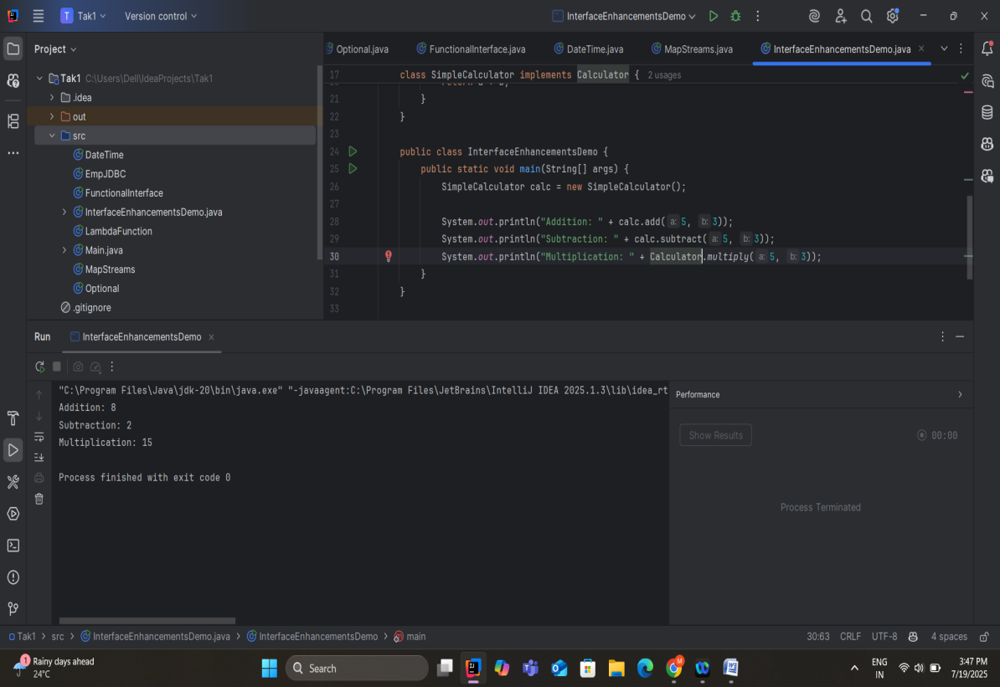 T Tak1 Version control InterfaceEnhancementsDemo
Project
Optional.java FunctionalInterface.java DateTime.java MapStreams.java InterfaceEnhancementsDemo.java
Tak1 C:\Users\Dell\IdeaProjects\Tak1
.idea
out
src
DateTime
EmpJDBC
FunctionalInterface
InterfaceEnhancementsDemo.java
LambdaFunction
Main.java
MapStreams
Optional
.gitignore
17 class SimpleCalculator implements Calculator { 2 usages
21 }
22 }
23
24 public class InterfaceEnhancementsDemo {
25 public static void main(String[] args) {
26 SimpleCalculator calc = new SimpleCalculator();
27
28 System.out.println("Addition: " + calc.add( a: 5, b: 3));
29 System.out.println("Subtraction: " + calc.subtract( a: 5, b: 3));
30 System.out.println("Multiplication: " + Calculator.multiply( a: 5, b: 3));
31 }
32 }
33
Run InterfaceEnhancementsDemo
"C:\Program Files\Java\jdk-20\bin\java.exe" "-javaagent:C:\Program Files\JetBrains\IntelliJ IDEA 2025.1.3\lib\idea_rt
Addition: 8
Subtraction: 2
Multiplication: 15
Process finished with exit code 0
Performance
Show Results 00:00
Process Terminated
Tak1 > src > InterfaceEnhancementsDemo.java > InterfaceEnhancementsDemo > main 30:63 CRLF UTF-8 4 spaces
1 Rainy days ahead
24°C
Search
M
ENG
IN
3:47 PM
7/19/2025